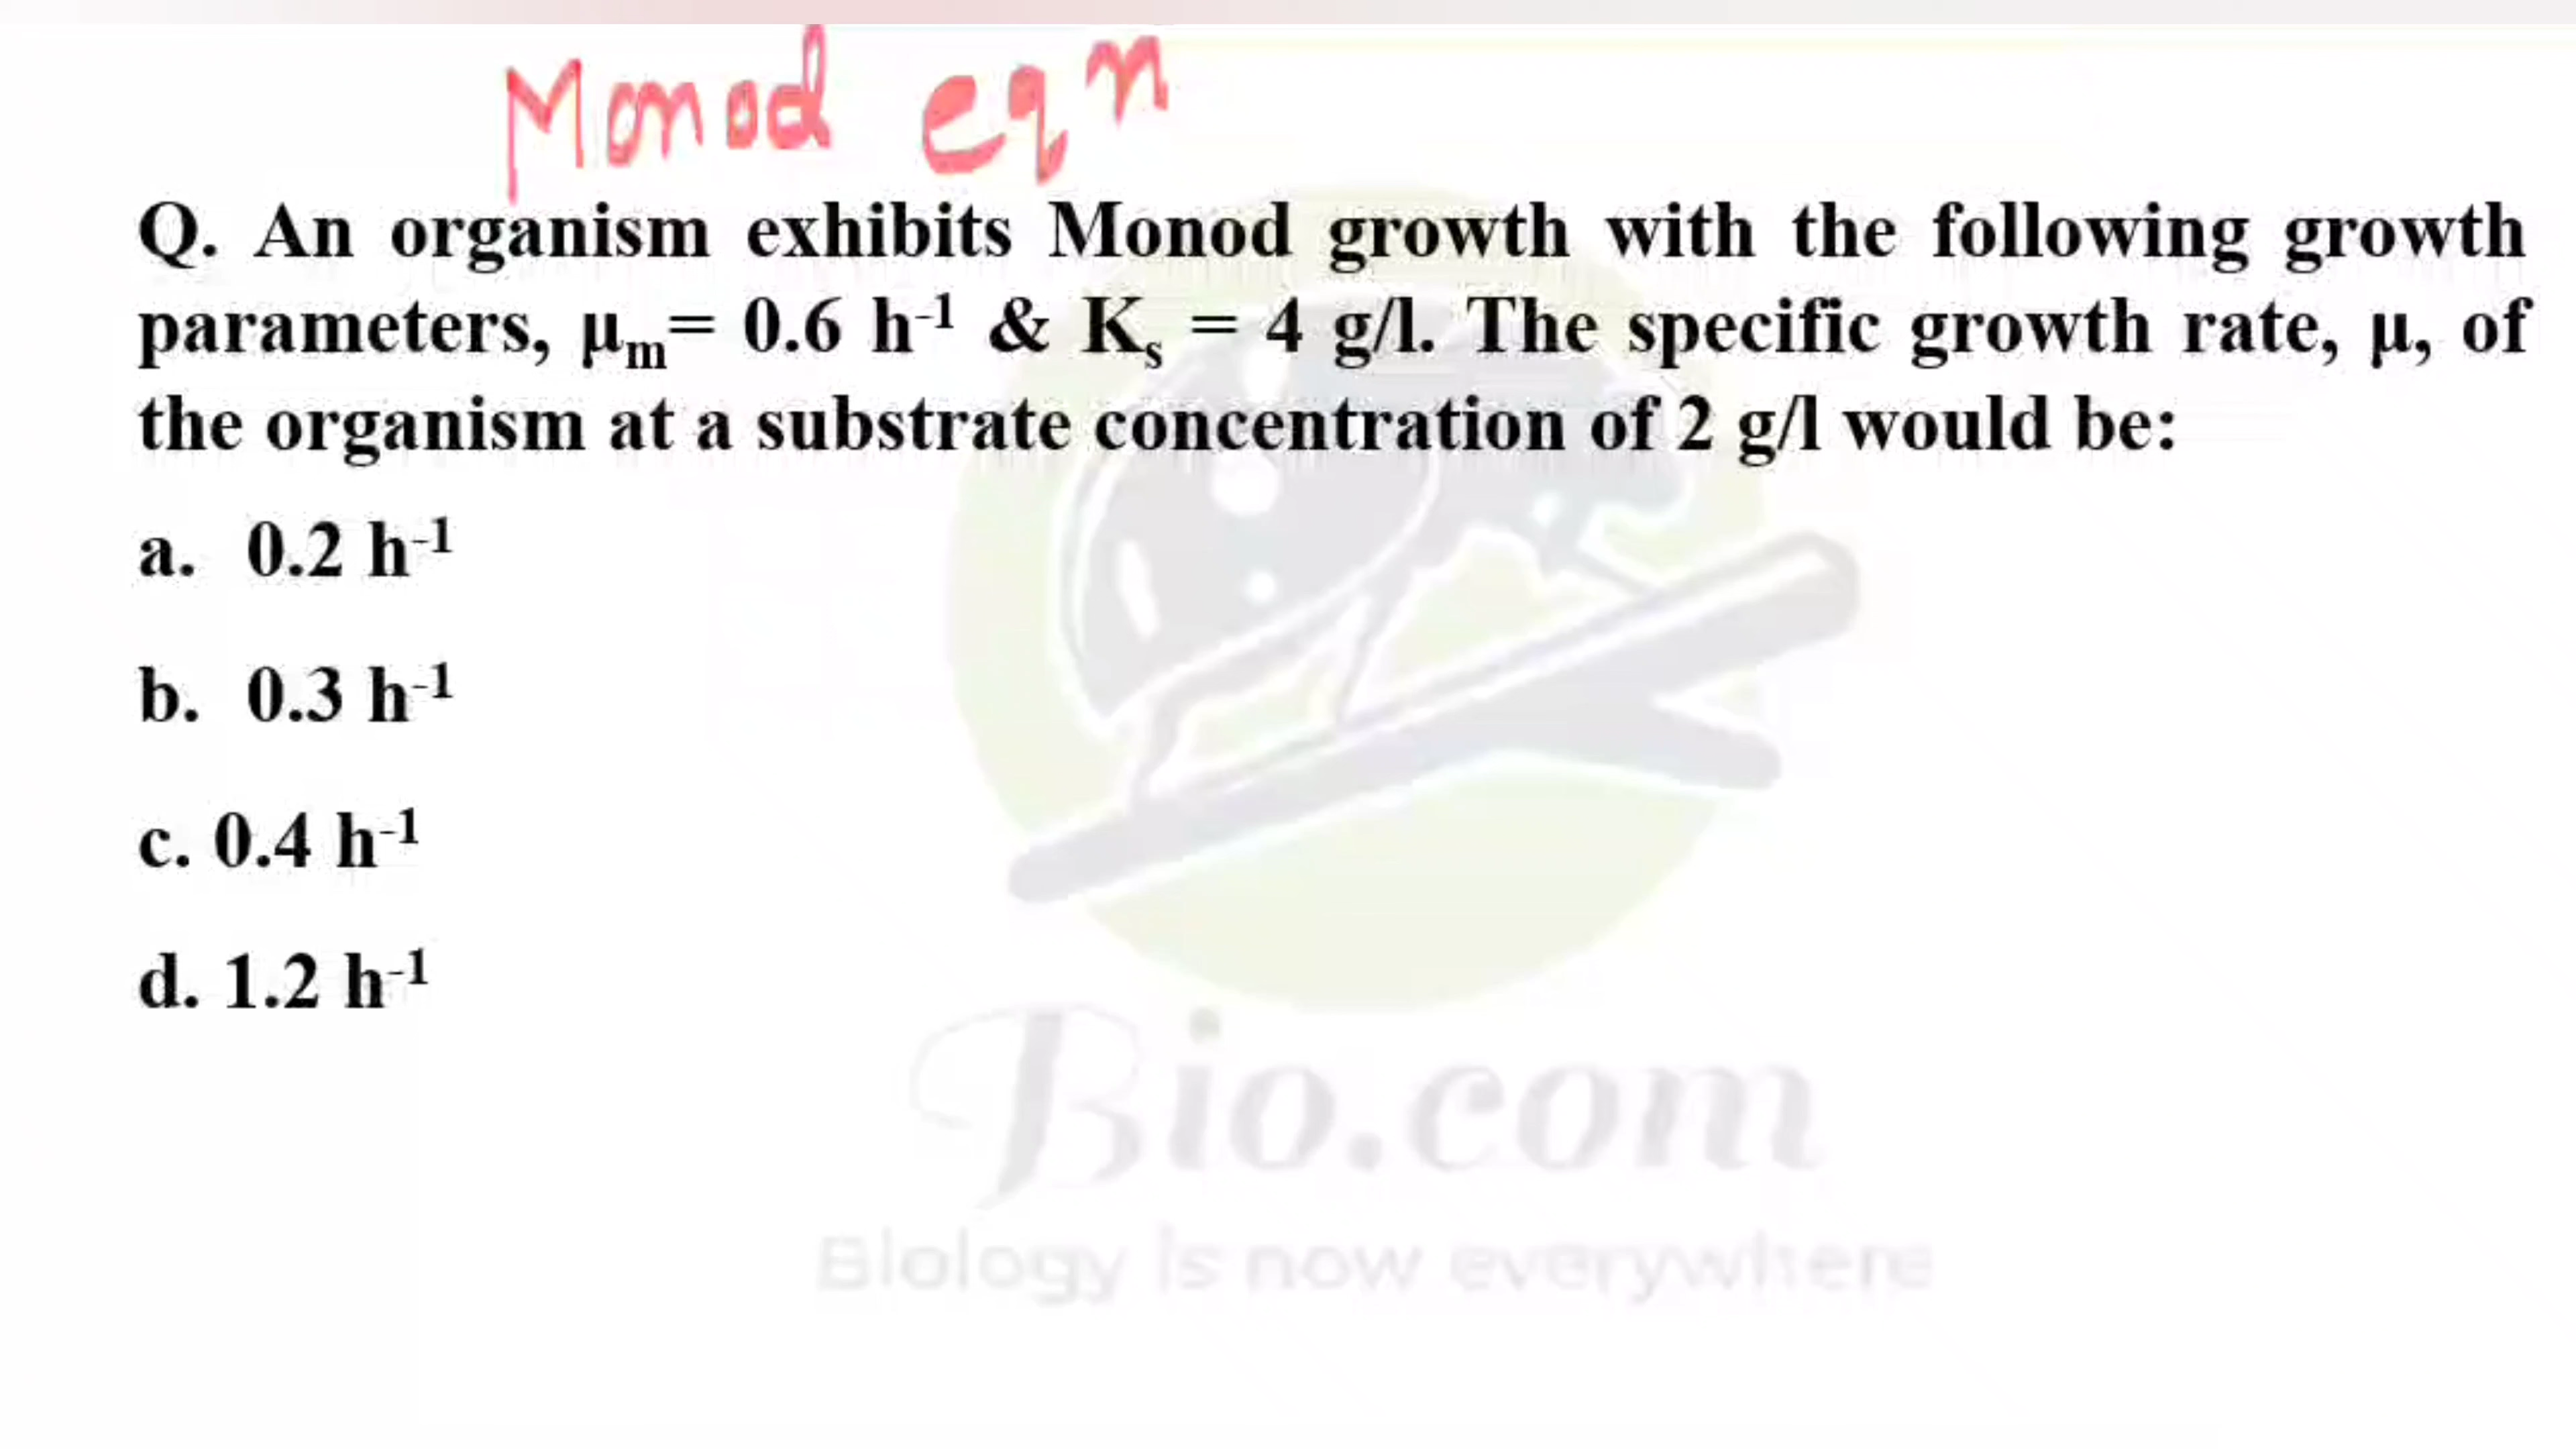 Monod eqn
Q. An organism exhibits Monod growth with the following growth
parameters, μm= 0.6 h-1 & Ks = 4 g/l. The specific growth rate, μ, of
the organism at a substrate concentration of 2 g/l would be:
a. 0.2 h-1
b. 0.3 h-1
c. 0.4 h-1
d. 1.2 h-1
Bio.com
Biology is now everywhere